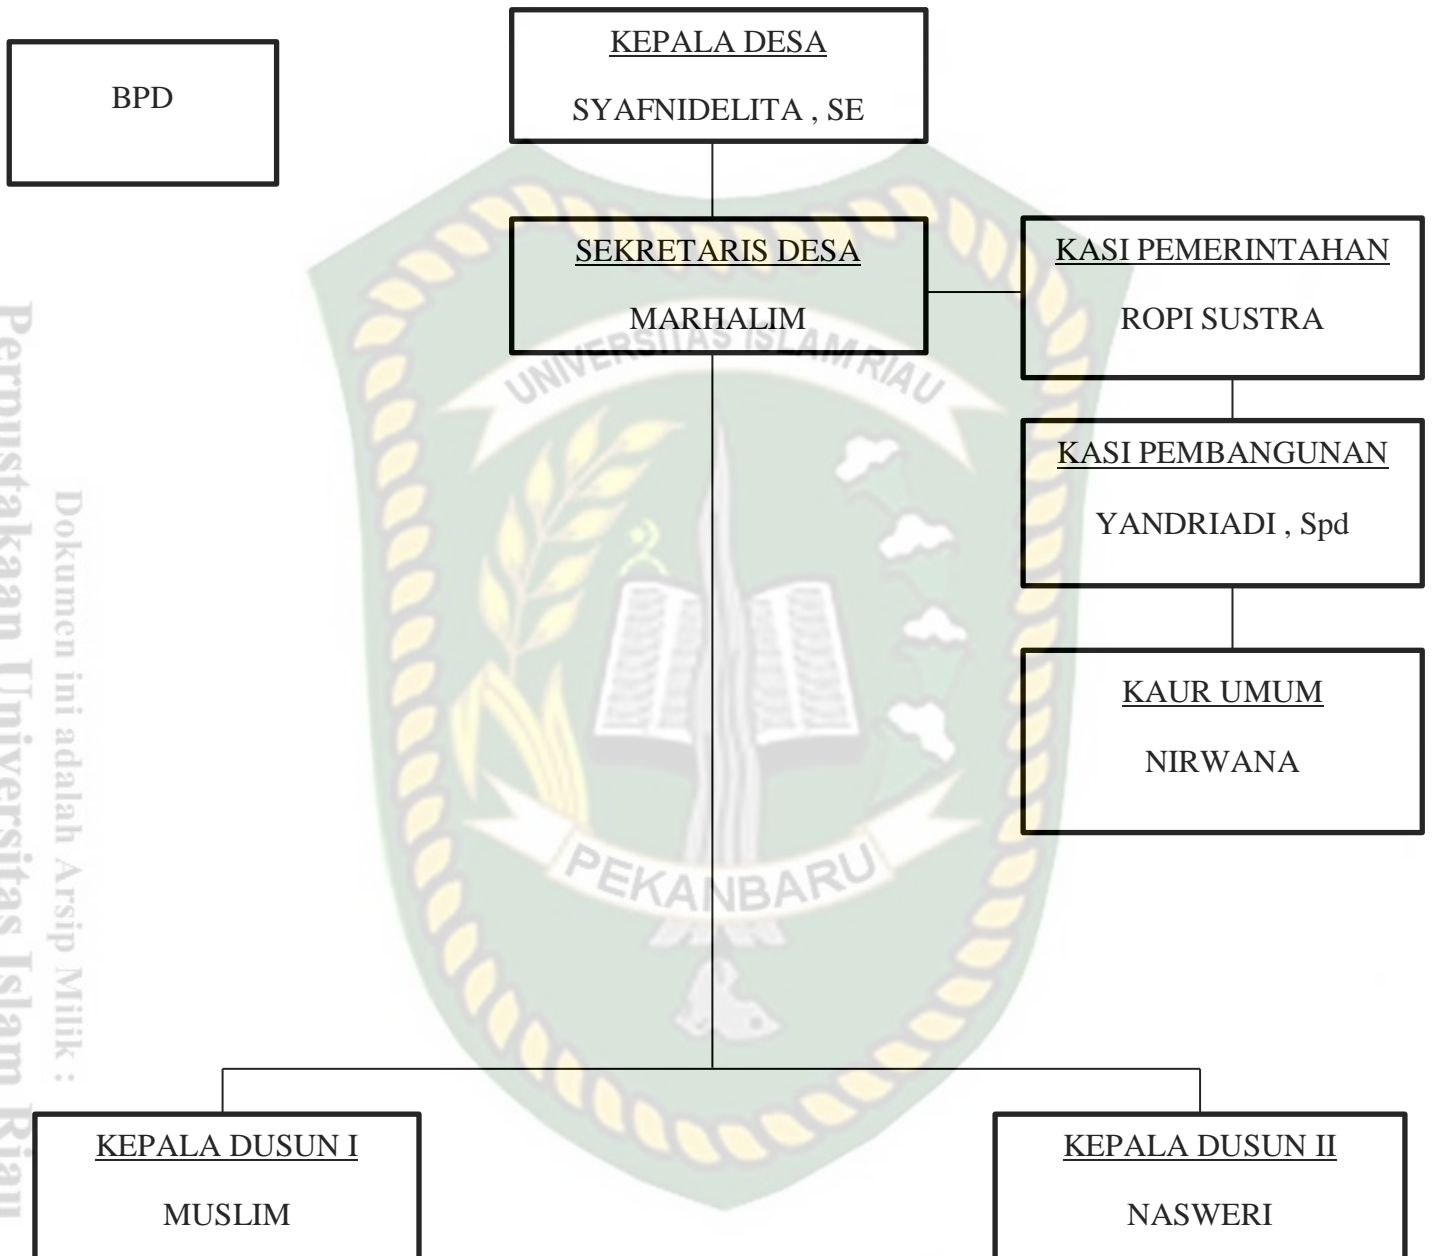 BPD
KEPALA DESA
SYAFNIDELITA , SE
SEKRETARIS DESA
MARHALIM
KASI PEMERINTAHAN
ROPI SUSTRA
KASI PEMBANGUNAN
YANDRIADI , Spd
KAUR UMUM
NIRWANA
KEPALA DUSUN I
MUSLIM
KEPALA DUSUN II
NASWERI
UNIVERSITAS ISLAM RIAU
PEKANBARU
Dokumen ini adalah Arsip Milik :
Perpustakaan Universitas Islam Riau